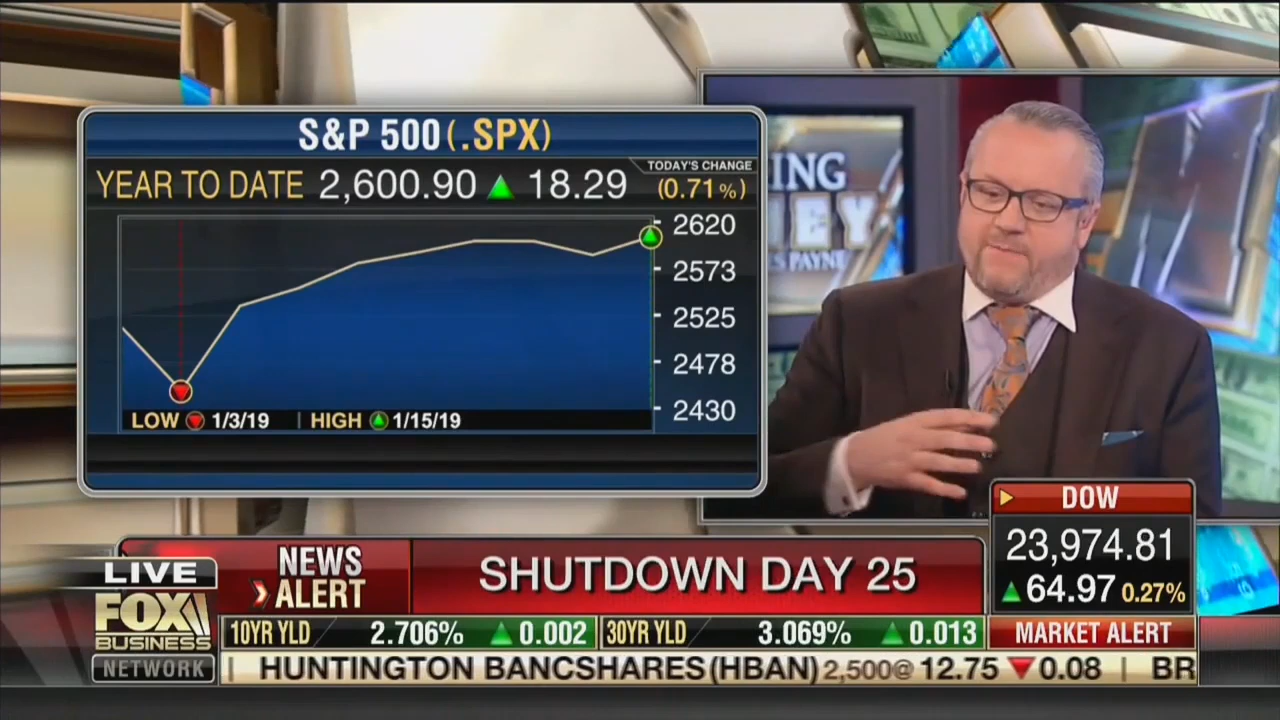 S&P 500 (.SPX)
TODAY'S CHANGE
YEAR TO DATE 2,600.90 ▲ 18.29 (0.71%)
2620
2573
2525
2478
2430
LOW ▼ 1/3/19 | HIGH ▲ 1/15/19
ING
EY
PAYNE
DOW
23,974.81
▲ 64.97 0.27%
MARKET ALERT
NEWS
ALERT
SHUTDOWN DAY 25
LIVE
FOX
BUSINESS
NETWORK
10YR YLD 2.706% ▲ 0.002 30YR YLD 3.069% ▲ 0.013
HUNTINGTON BANCSHARES (HBAN) 2,500@ 12.75 ▼ 0.08 | BR